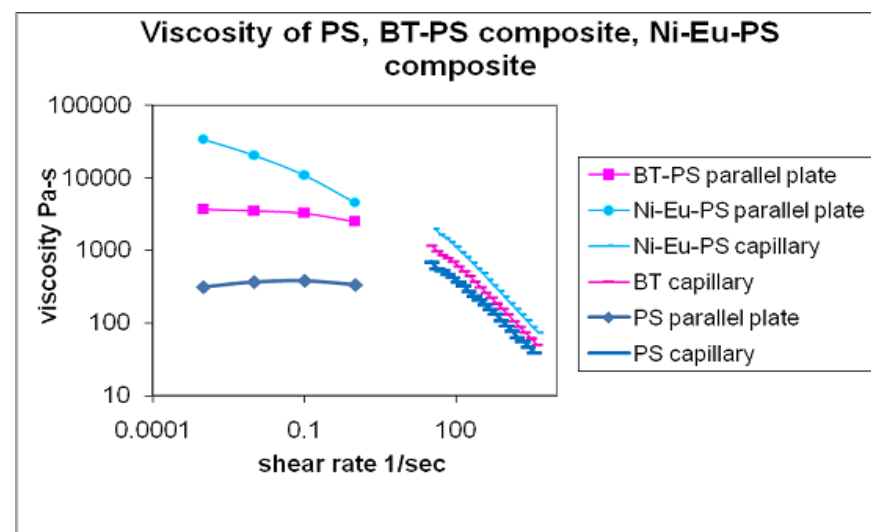 Viscosity of PS, BT-PS composite, Ni-Eu-PS
composite
100000
10000
1000
100
10
viscosity Pa-s
0.0001
0.1
100
shear rate 1/sec
BT-PS parallel plate
Ni-Eu-PS parallel plate
Ni-Eu-PS capillary
BT capillary
PS parallel plate
PS capillary